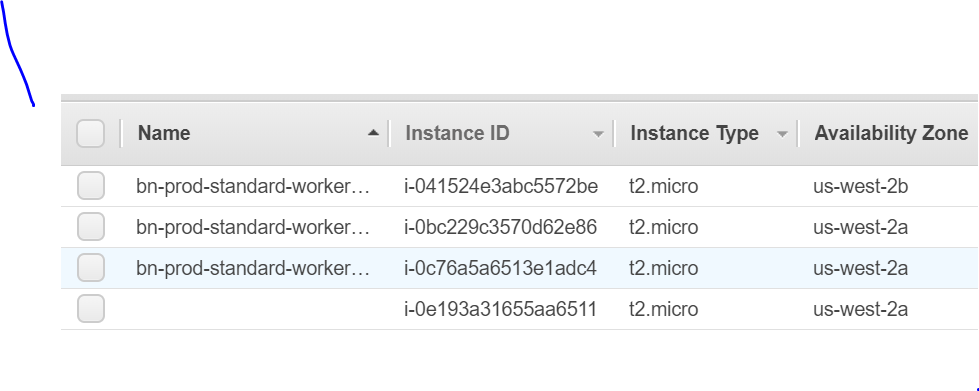 Name Instance ID Instance Type Availability Zone
bn-prod-standard-worker… i-041524e3abc5572be t2.micro us-west-2b
bn-prod-standard-worker… i-0bc229c3570d62e86 t2.micro us-west-2a
bn-prod-standard-worker… i-0c76a5a6513e1adc4 t2.micro us-west-2a
i-0e193a31655aa6511 t2.micro us-west-2a